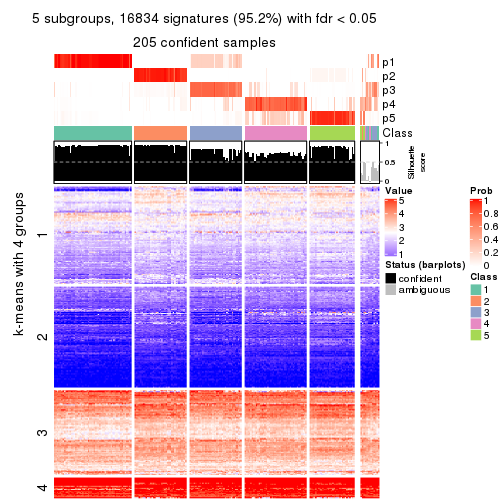 5 subgroups, 16834 signatures (95.2%) with fdr < 0.05
205 confident samples
p1
p2
p3
p4
p5
Class
1
0.5
0
Silhouette
score
k-means with 4 groups
1
2
3
4
Value
5
4
3
2
1
Status (barplots)
confident
ambiguous
Prob
1
0.8
0.6
0.4
0.2
0
Class
1
2
3
4
5